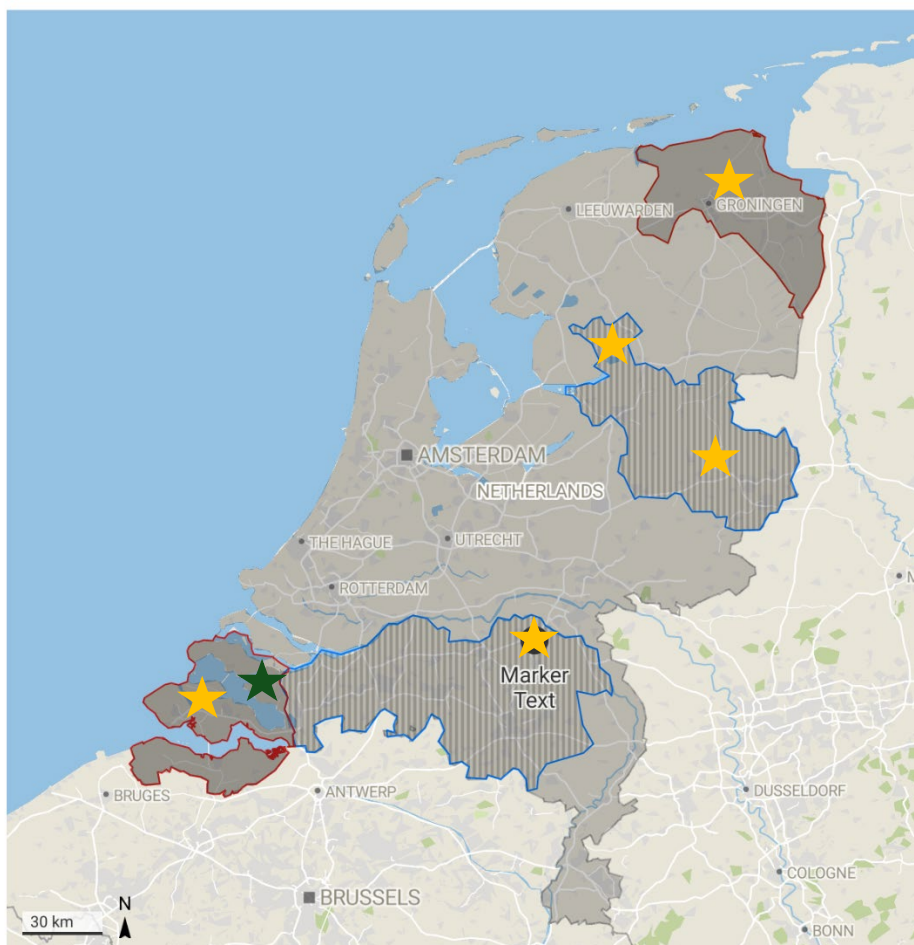 LEEUWARDEN
GRONINGEN
AMSTERDAM
NETHERLANDS
THE HAGUE
UTRECHT
ROTTERDAM
Marker
Text
BRUGES
ANTWERP
DUSSELDORF
COLOGNE
BRUSSELS
BONN
M
30 km
N